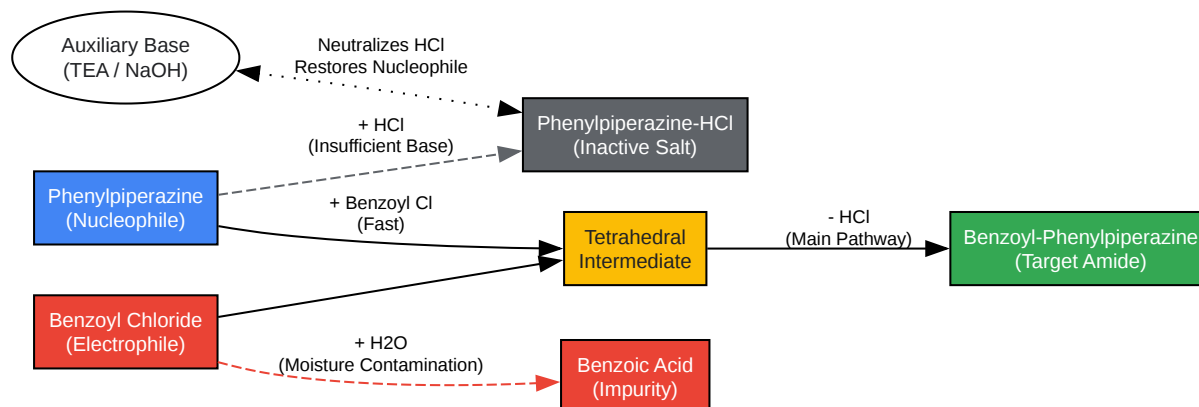 Auxiliary Base
(TEA / NaOH)
Neutralizes HCl
Restores Nucleophile
Phenylpiperazine-HCl
(Inactive Salt)
+ HCl
(Insufficient Base)
Phenylpiperazine
(Nucleophile)
+ Benzoyl Cl
(Fast)
Tetrahedral
Intermediate
- HCl
(Main Pathway)
Benzoyl-Phenylpiperazine
(Target Amide)
Benzoyl Chloride
(Electrophile)
+ H2O
(Moisture Contamination)
Benzoic Acid
(Impurity)